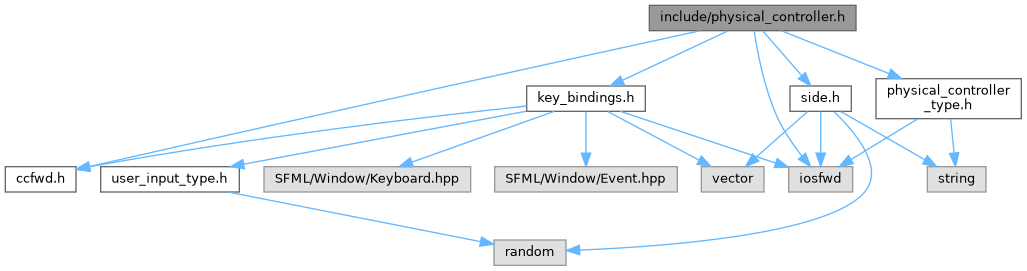 include/physical_controller.h
key_bindings.h
side.h
physical_controller
_type.h
ccfwd.h
user_input_type.h
SFML/Window/Keyboard.hpp
SFML/Window/Event.hpp
vector
iosfwd
string
random